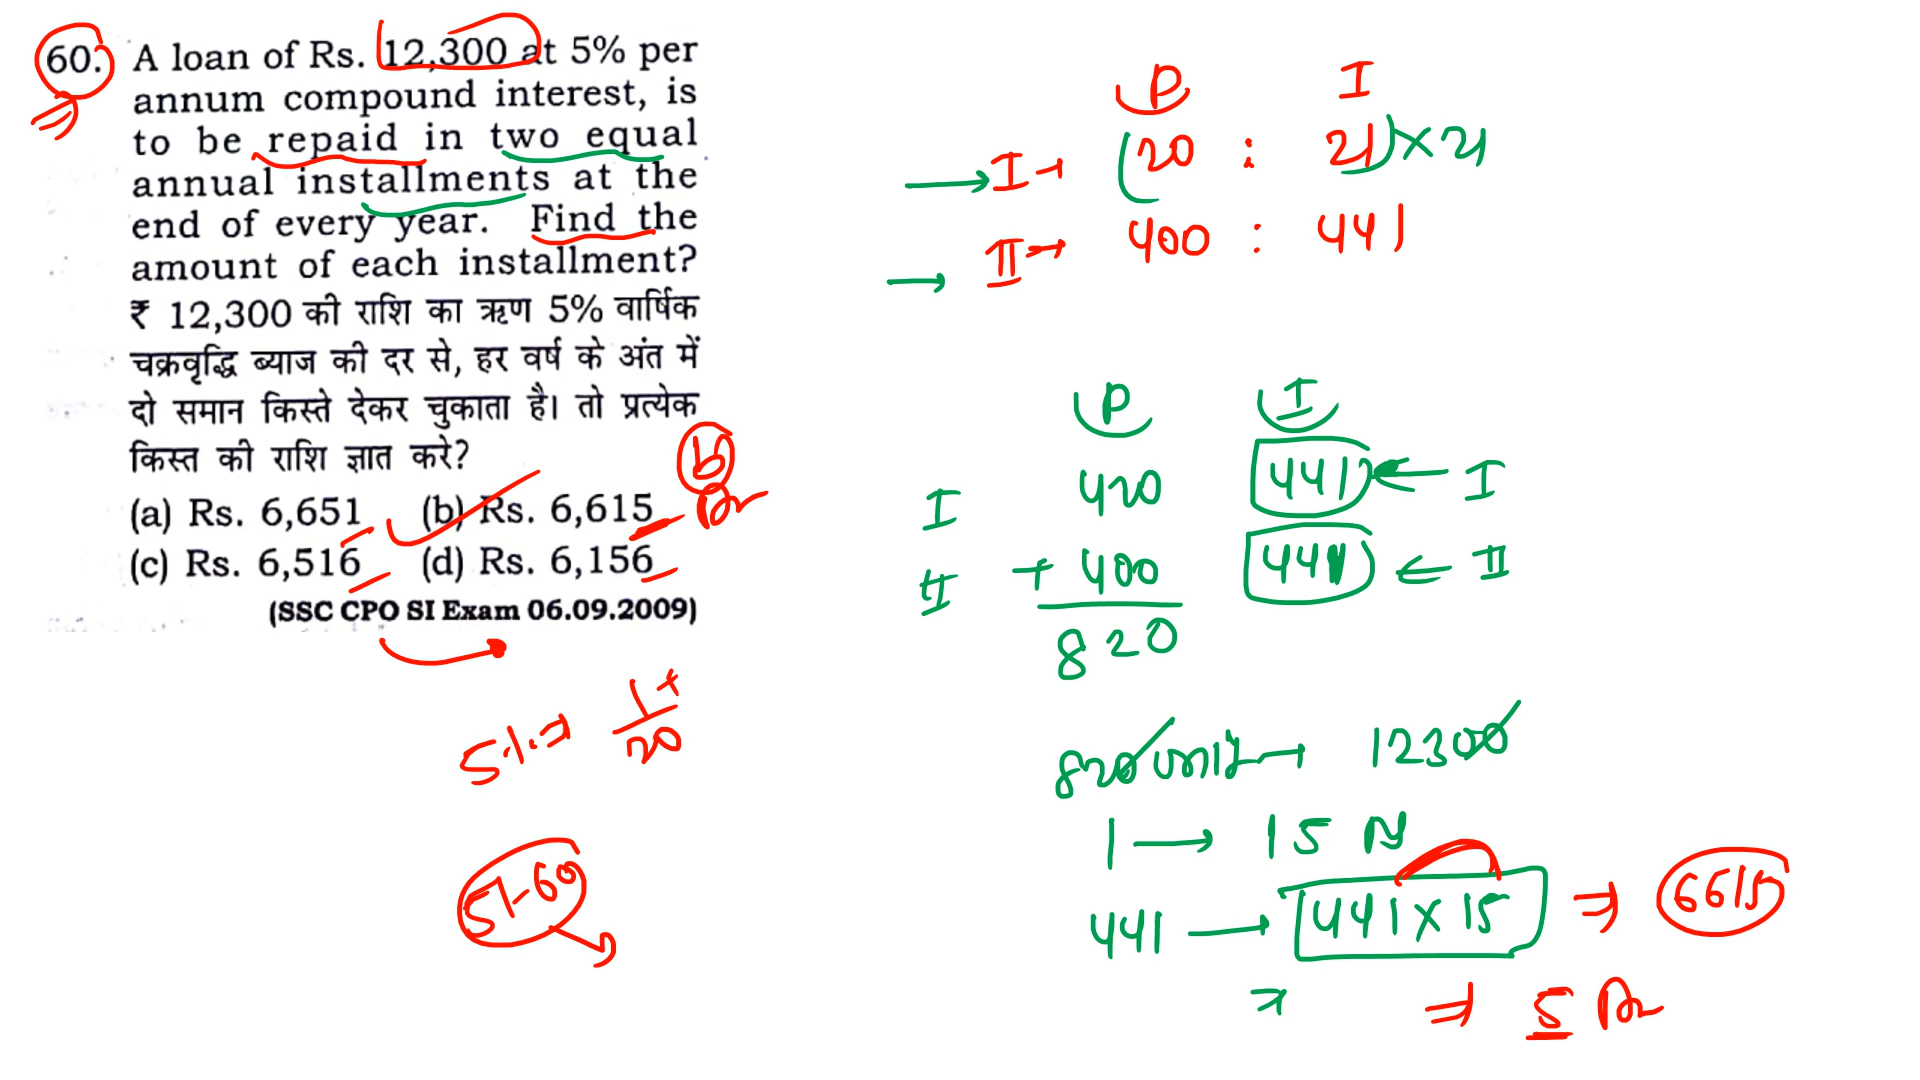 60. A loan of Rs. 12,300 at 5% per
annum compound interest, is
to be repaid in two equal
annual installments at the
end of every year. Find the
amount of each installment?
₹ 12,300 की राशि का ऋण 5% वार्षिक
चक्रवृद्धि ब्याज की दर से, हर वर्ष के अंत में
दो समान किस्ते देकर चुकाता है। तो प्रत्येक
किस्त की राशि ज्ञात करे?
(a) Rs. 6,651 (b) Rs. 6,615
(c) Rs. 6,516 (d) Rs. 6,156
(SSC CPO SI Exam 06.09.2009)
b
5%⇒ 1/20
51-60
P I
I→ (20 : 21)×21
II→ 400 : 441
P I
I 420 441 ← I
II + 400 441 ← II
820
820 unit → 12300
1 → 15
441 → 441×15 ⇒ 6615
⇒ 5